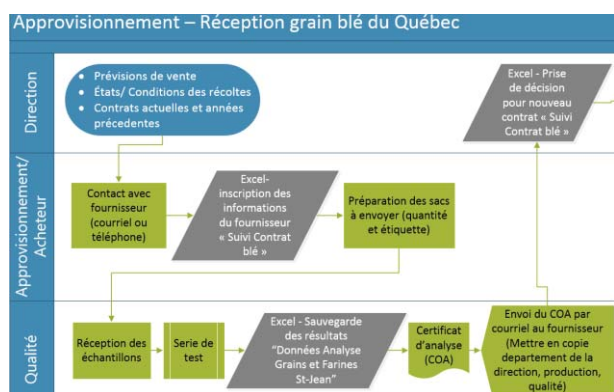 Approvisionnement – Réception grain blé du Québec
Direction
• Prévisions de vente
• États/ Conditions des récoltes
• Contrats actuelles et années
précedentes
Excel - Prise
de décision
pour nouveau
contrat « Suivi
Contrat blé »
Approvisionnement/
Acheteur
Contact avec
fournisseur
(courriel ou
téléphone)
Excel-
inscription des
informations
du fournisseur
« Suivi Contrat
blé »
Préparation des sacs
à envoyer (quantité
et étiquette)
Qualité
Réception des
échantillons
Serie de
test
Excel - Sauvegarde
des résultats
"Données Analyse
Grains et Farines
St-Jean"
Certificat
d'analyse
(COA)
Envoi du COA par
courriel au fournisseur
(Mettre en copie
departement de la
direction, production,
qualité)